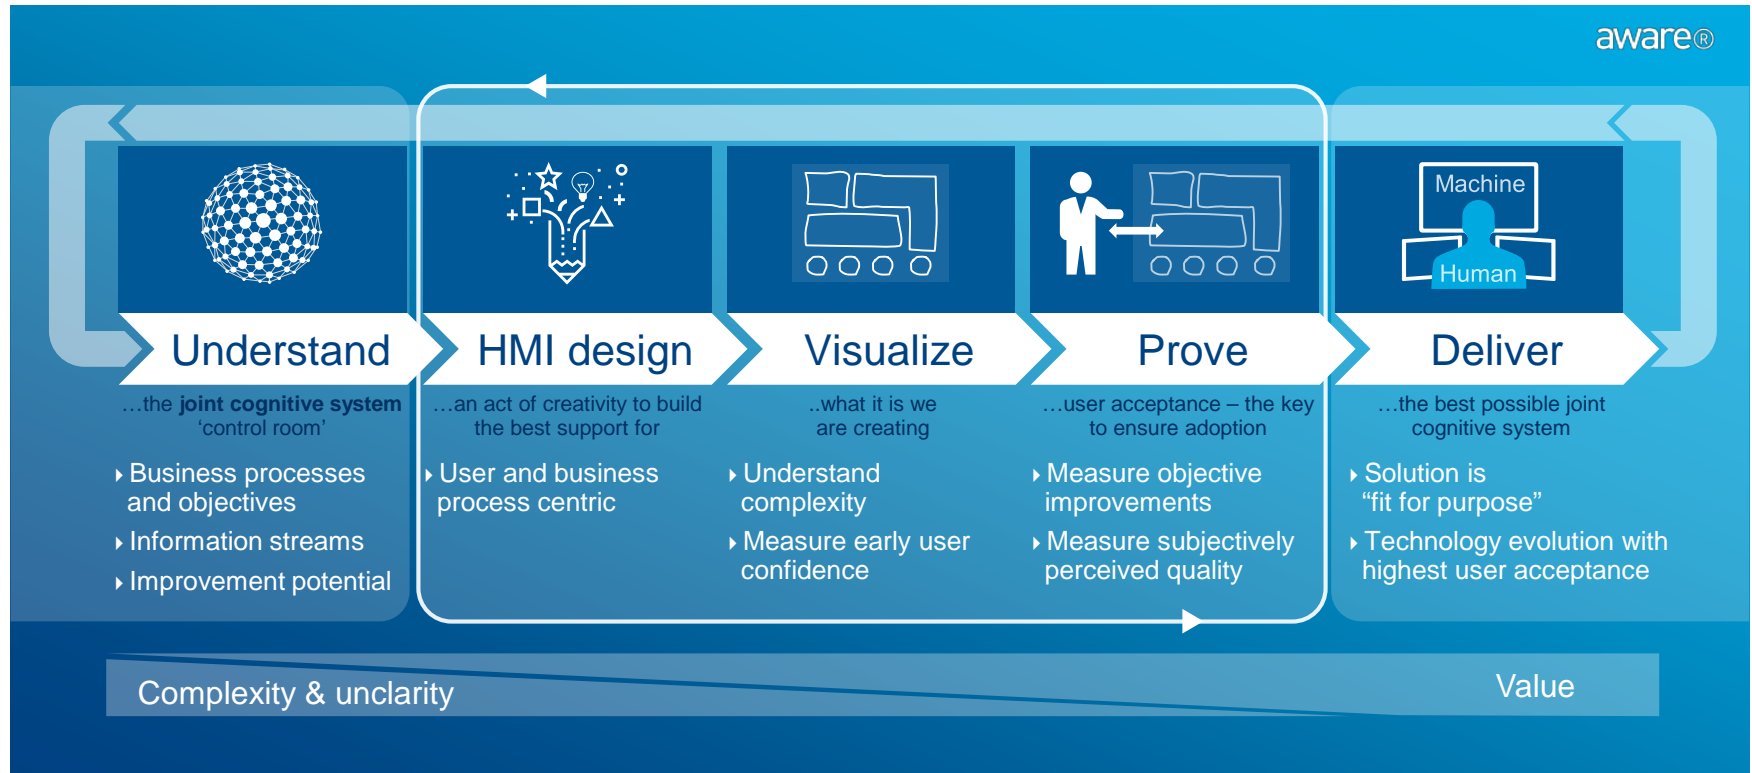 aware®
Machine
Human
Understand
HMI design
Visualize
Prove
Deliver
…the joint cognitive system
‘control room’
…an act of creativity to build
the best support for
..what it is we
are creating
…user acceptance – the key
to ensure adoption
…the best possible joint
cognitive system
Business processes
and objectives
Information streams
Improvement potential
User and business
process centric
Understand
complexity
Measure early user
confidence
Measure objective
improvements
Measure subjectively
perceived quality
Solution is
“fit for purpose”
Technology evolution with
highest user acceptance
Complexity & unclarity
Value